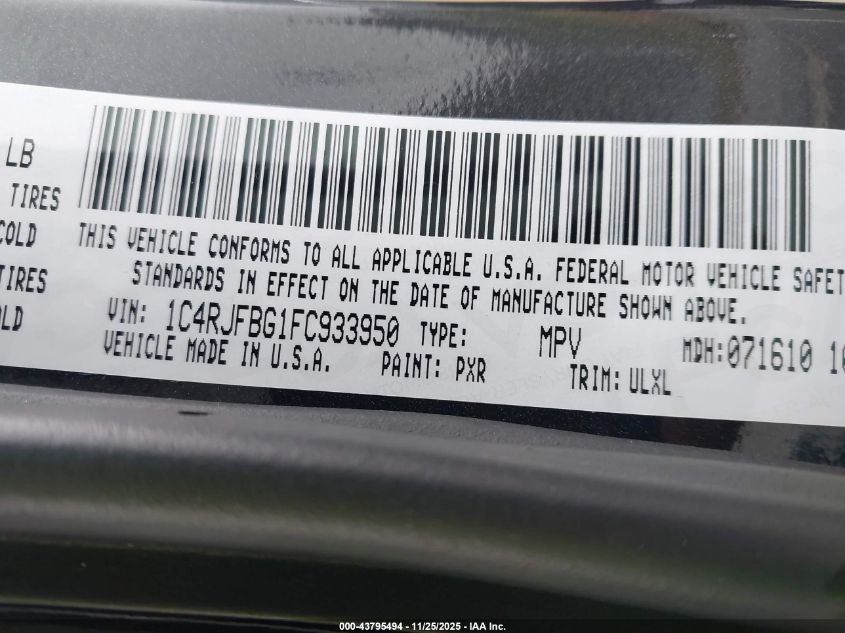 LB
TIRES
COLD
TIRES
THIS VEHICLE CONFORMS TO ALL APPLICABLE U.S.A. FEDERAL MOTOR VEHICLE SAFET
STANDARDS IN EFFECT ON THE DATE OF MANUFACTURE SHOWN ABOVE.
VIN: 1C4RJFBG1FC933950 TYPE: MPV MDH:071610 10
VEHICLE MADE IN U.S.A. PAINT: PXR TRIM: ULXL
000-43795494 - 11/25/2025 - IAA Inc.